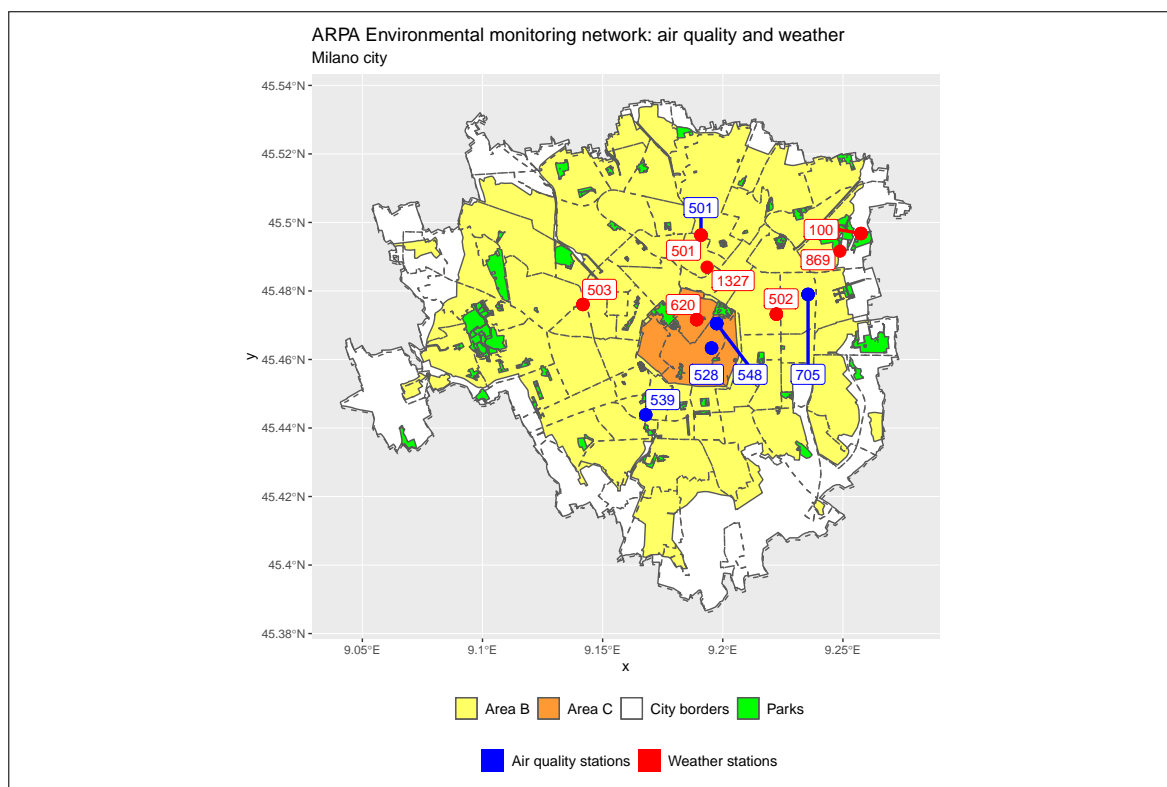 ARPA Environmental monitoring network: air quality and weather
Milano city
45.54°N
45.52°N
45.5°N
45.48°N
45.46°N
45.44°N
45.42°N
45.4°N
45.38°N
y
501
100
501
869
1327
503
502
620
528
548
705
539
9.05°E
9.1°E
9.15°E
9.2°E
9.25°E
x
Area B
Area C
City borders
Parks
Air quality stations
Weather stations